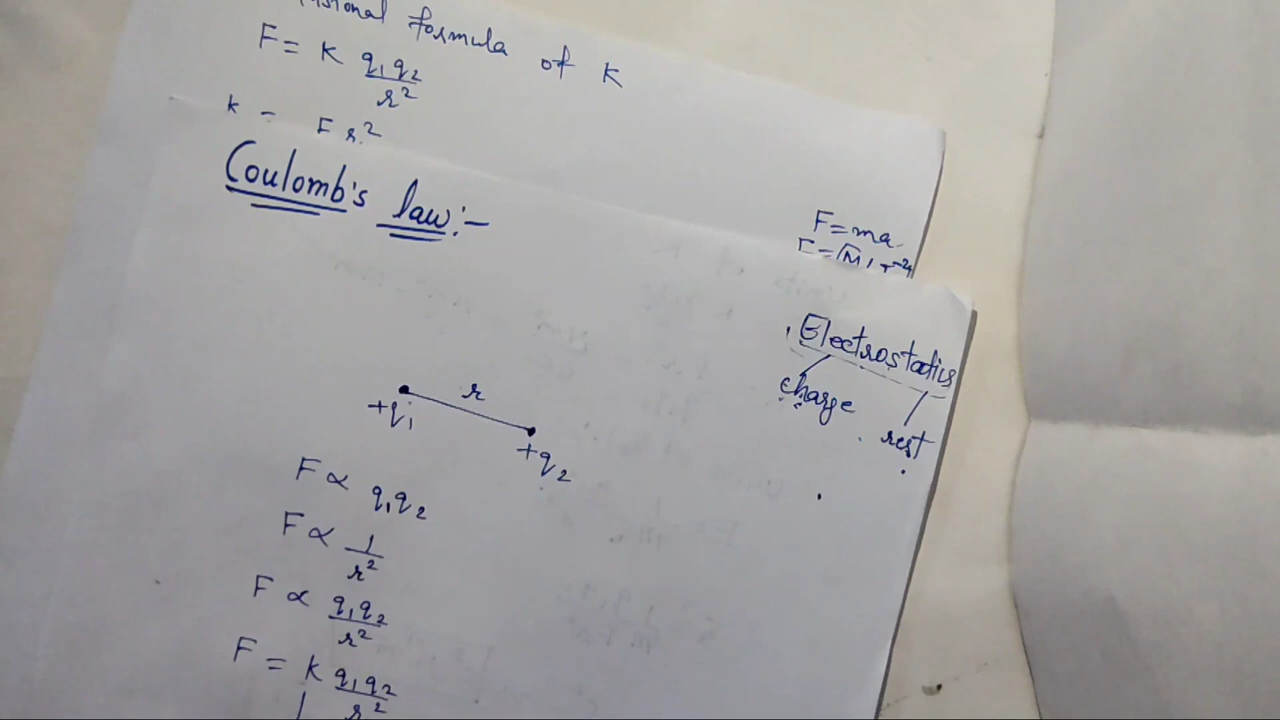 formula of K
F = K q₁q₂/r²
k = F r²
F = ma
Coulomb's law :-
Electrostatics
charge rest
r
+q₁
+q₂
F ∝ q₁q₂
F ∝ 1/r²
F ∝ q₁q₂/r²
F = k q₁q₂/r²